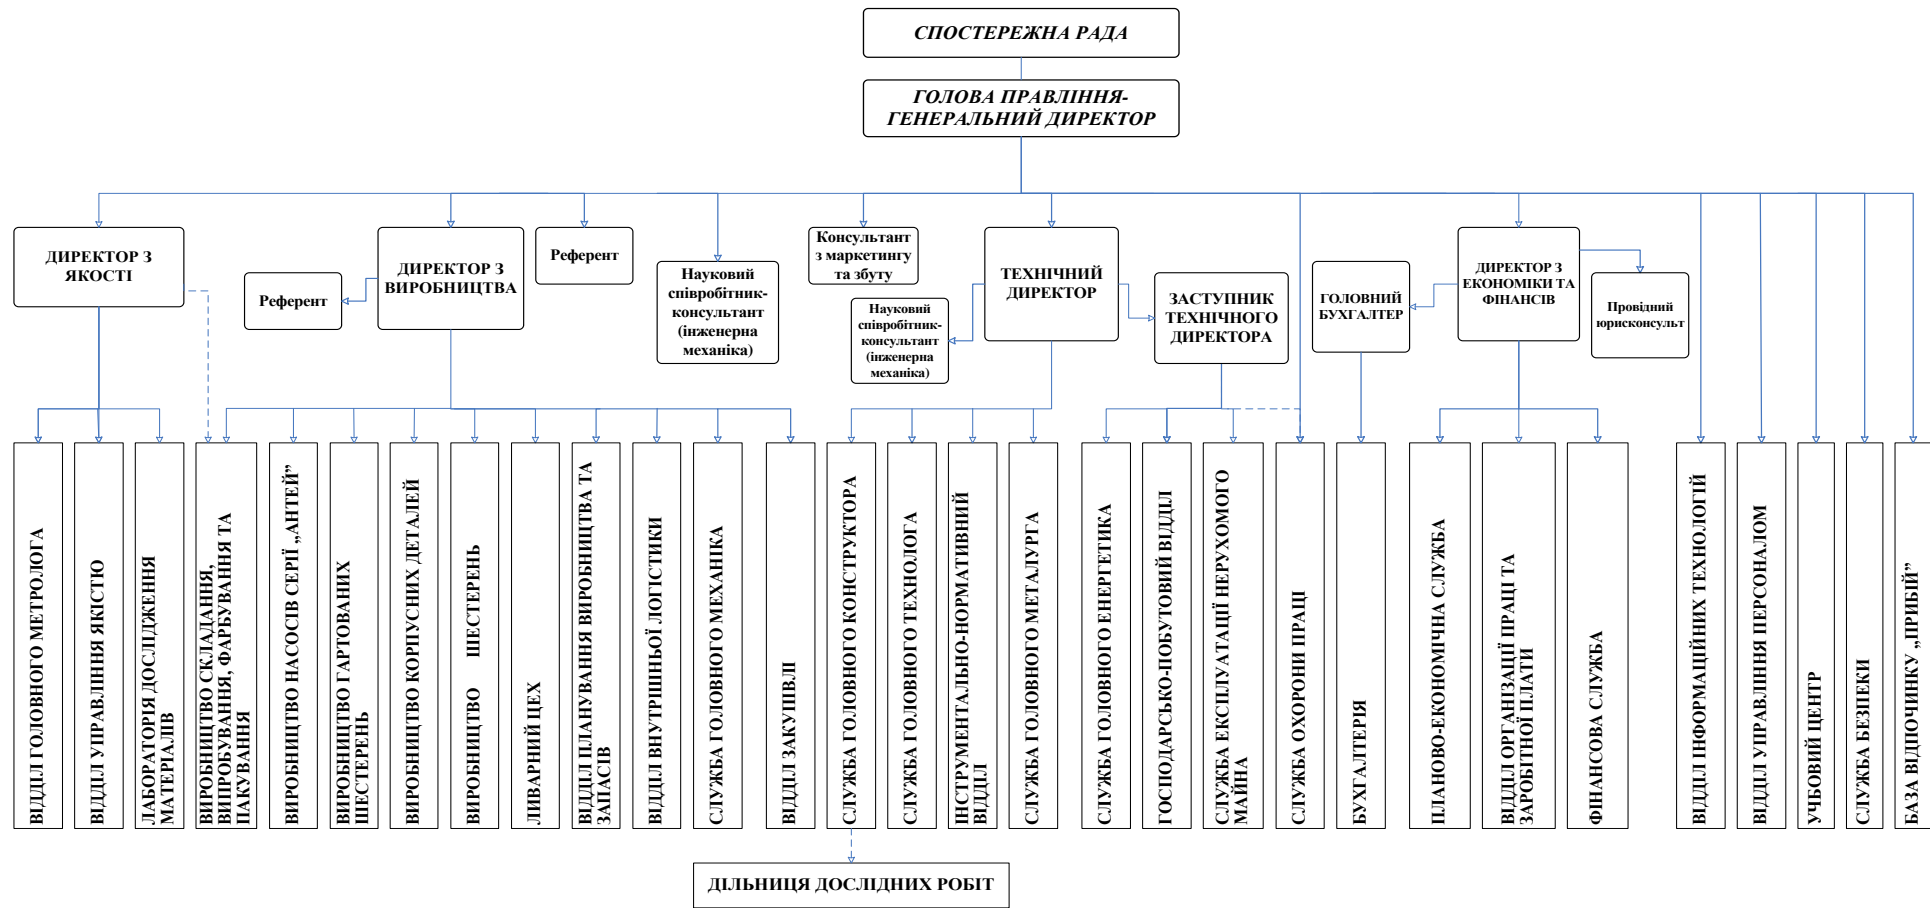 СПОСТЕРЕЖНА РАДА
ГОЛОВА ПРАВЛІННЯ-
ГЕНЕРАЛЬНИЙ ДИРЕКТОР
ДИРЕКТОР З
ЯКОСТІ
Референт
ДИРЕКТОР З
ВИРОБНИЦТВА
Референт
Науковий
співробітник-
консультант
(інженерна
механіка)
Консультант
з маркетингу
та збуту
Науковий
співробітник-
консультант
(інженерна
механіка)
ТЕХНІЧНИЙ
ДИРЕКТОР
ЗАСТУПНИК
ТЕХНІЧНОГО
ДИРЕКТОРА
ГОЛОВНИЙ
БУХГАЛТЕР
ДИРЕКТОР З
ЕКОНОМІКИ ТА
ФІНАНСІВ
Провідний
юрисконсульт
ВІДДІЛ ГОЛОВНОГО МЕТРОЛОГА
ВІДДІЛ УПРАВЛІННЯ ЯКІСТЮ
ЛАБОРАТОРІЯ ДОСЛІДЖЕННЯ
МАТЕРІАЛІВ
ВИРОБНИЦТВО СКЛАДАННЯ,
ВИПРОБУВАННЯ, ФАРБУВАННЯ ТА
ПАКУВАННЯ
ВИРОБНИЦТВО НАСОСІВ СЕРІЇ „АНТЕЙ”
ВИРОБНИЦТВО ГАРТОВАНИХ
ШЕСТЕРЕНЬ
ВИРОБНИЦТВО КОРПУСНИХ ДЕТАЛЕЙ
ВИРОБНИЦТВО ШЕСТЕРЕНЬ
ЛИВАРНИЙ ЦЕХ
ВІДДІЛ ПЛАНУВАННЯ ВИРОБНИЦТВА ТА
ЗАПАСІВ
ВІДДІЛ ВНУТРІШНЬОЇ ЛОГІСТИКИ
СЛУЖБА ГОЛОВНОГО МЕХАНІКА
ВІДДІЛ ЗАКУПІВЛІ
СЛУЖБА ГОЛОВНОГО КОНСТРУКТОРА
СЛУЖБА ГОЛОВНОГО ТЕХНОЛОГА
ІНСТРУМЕНТАЛЬНО-НОРМАТИВНИЙ
ВІДДІЛ
СЛУЖБА ГОЛОВНОГО МЕТАЛУРГА
СЛУЖБА ГОЛОВНОГО ЕНЕРГЕТИКА
ГОСПОДАРСЬКО-ПОБУТОВИЙ ВІДДІЛ
СЛУЖБА ЕКСПЛУАТАЦІЇ НЕРУХОМОГО
МАЙНА
СЛУЖБА ОХОРОНИ ПРАЦІ
БУХГАЛТЕРІЯ
ПЛАНОВО-ЕКОНОМІЧНА СЛУЖБА
ВІДДІЛ ОРГАНІЗАЦІЇ ПРАЦІ ТА
ЗАРОБІТНОЇ ПЛАТИ
ФІНАНСОВА СЛУЖБА
ВІДДІЛ ІНФОРМАЦІЙНИХ ТЕХНОЛОГІЙ
ВІДДІЛ УПРАВЛІННЯ ПЕРСОНАЛОМ
УЧБОВИЙ ЦЕНТР
СЛУЖБА БЕЗПЕКИ
БАЗА ВІДПОЧИНКУ „ПРИБІЙ”
ДІЛЬНИЦЯ ДОСЛІДНИХ РОБІТ